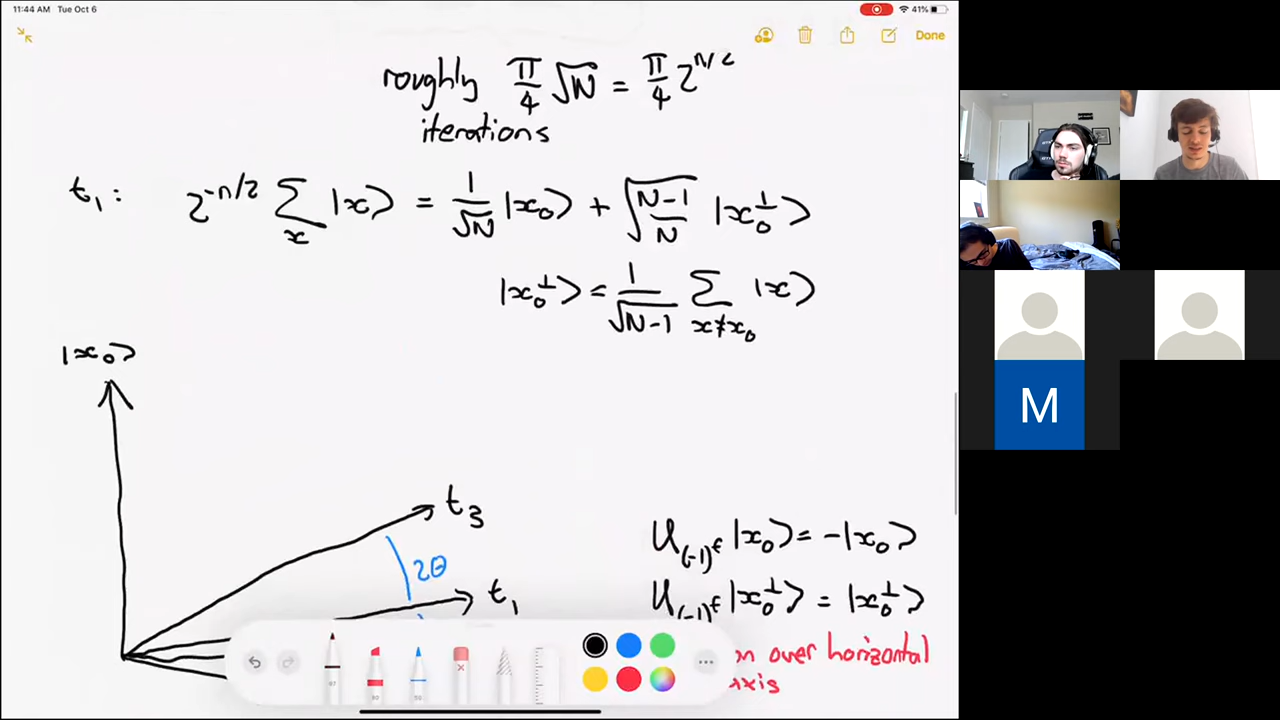 11:44 AM Tue Oct 6
41%
Done
roughly π/4 √N = π/4 2^{n/2}
iterations
t₁: 2^{-n/2} Σ_x |x⟩ = 1/√N |x₀⟩ + √((N-1)/N) |x₀^⊥⟩
|x₀^⊥⟩ = 1/√(N-1) Σ_{x≠x₀} |x⟩
|x₀⟩
t₃
2θ
t₁
U_{(-1)^f} |x₀⟩ = -|x₀⟩
U_{(-1)^f} |x₀^⊥⟩ = |x₀^⊥⟩
over horizontal
axis
M